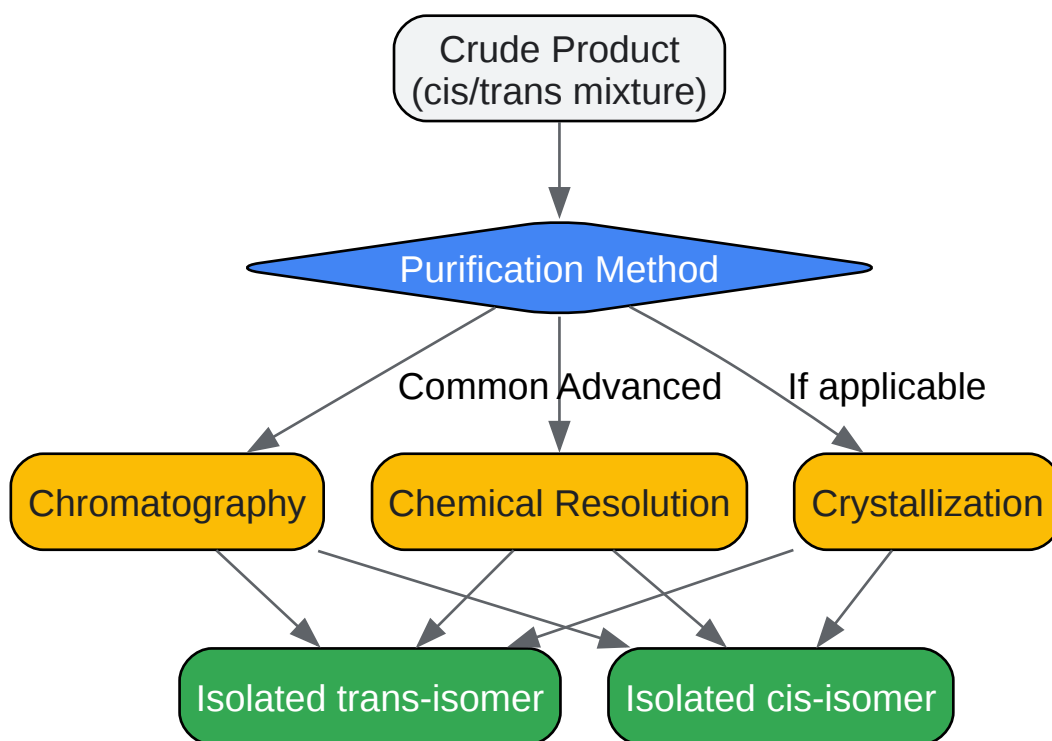 Crude Product
(cis/trans mixture)
Purification Method
Common
Advanced
If applicable
Chromatography
Chemical Resolution
Crystallization
Isolated trans-isomer
Isolated cis-isomer